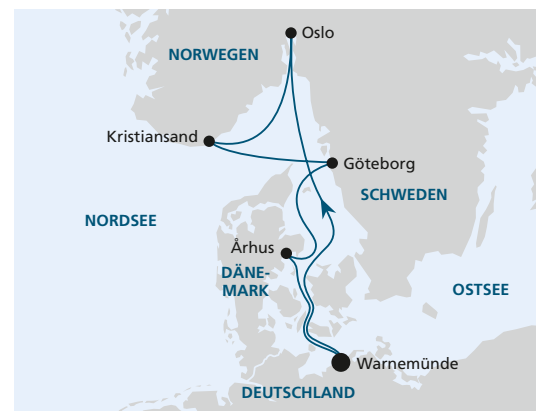 Oslo
NORWEGEN
Kristiansand
Göteborg
SCHWEDEN
NORDSEE
Århus
DÄNE-
MARK
OSTSEE
Warnemünde
DEUTSCHLAND